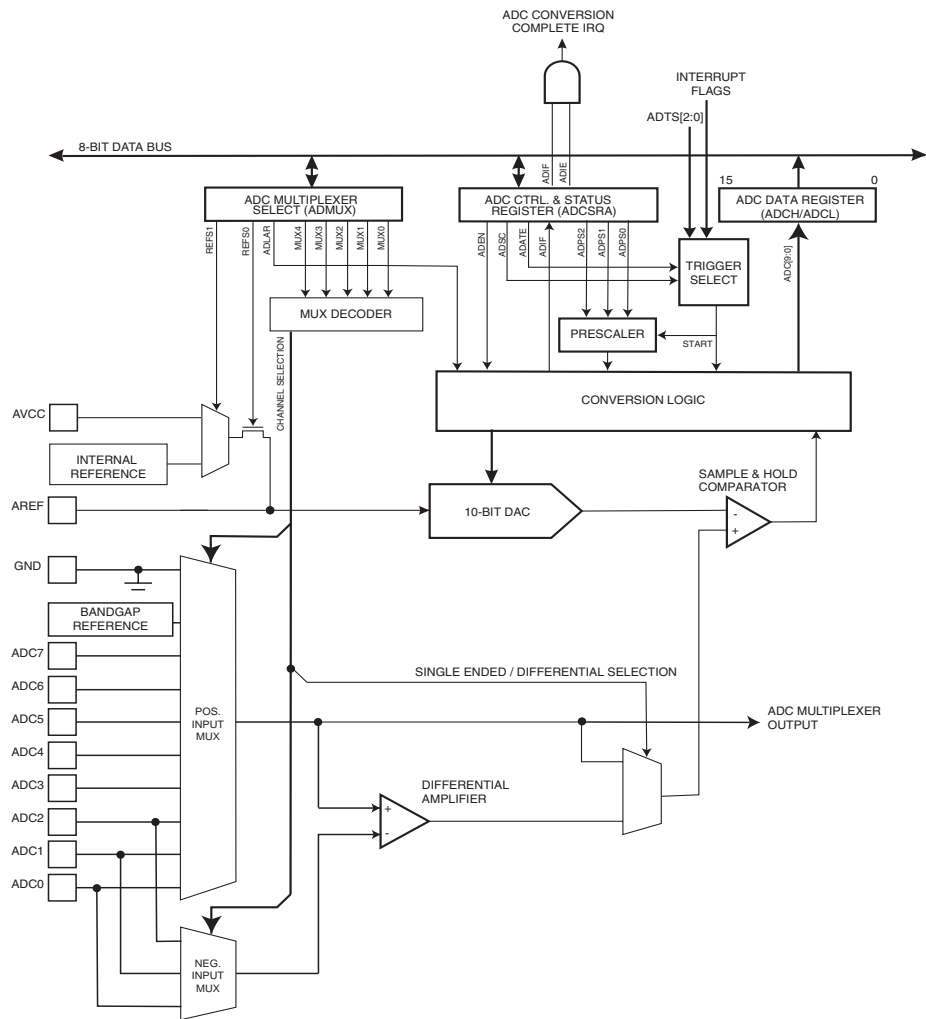 ADC CONVERSION
COMPLETE IRQ
INTERRUPT
FLAGS
ADTS[2:0]
8-BIT DATA BUS
ADIF
ADIE
15
0
ADC MULTIPLEXER
SELECT (ADMUX)
ADC CTRL. & STATUS
REGISTER (ADCSRA)
ADC DATA REGISTER
(ADCH/ADCL)
REFS1
REFS0
ADLAR
MUX4
MUX3
MUX2
MUX1
MUX0
ADEN
ADSC
ADATE
ADIF
ADPS2
ADPS1
ADPS0
ADC[9:0]
TRIGGER
SELECT
MUX DECODER
PRESCALER
START
CHANNEL SELECTION
CONVERSION LOGIC
AVCC
INTERNAL
REFERENCE
SAMPLE & HOLD
COMPARATOR
AREF
10-BIT DAC
-
+
GND
BANDGAP
REFERENCE
ADC7
SINGLE ENDED / DIFFERENTIAL SELECTION
ADC6
ADC5
POS.
INPUT
MUX
ADC MULTIPLEXER
OUTPUT
ADC4
ADC3
DIFFERENTIAL
AMPLIFIER
+
-
ADC2
ADC1
ADC0
NEG.
INPUT
MUX